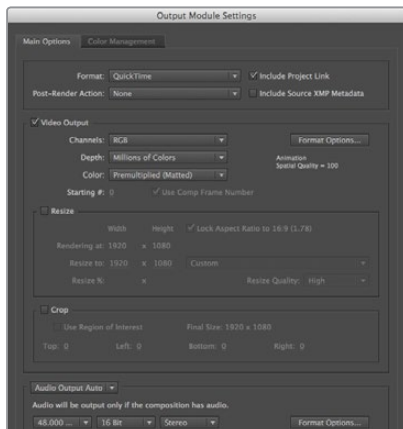 Output Module Settings
Main Options Color Management
Format: QuickTime Include Project Link
Post-Render Action: None Include Source XMP Metadata
Video Output
Channels: RGB Format Options...
Depth: Millions of Colors Animation
Spatial Quality = 100
Color: Premultiplied (Matted)
Starting #: 0 Use Comp Frame Number
Resize
Width Height Lock Aspect Ratio to 16:9 (1.78)
Rendering at: 1920 x 1080
Resize to: 1920 x 1080 Custom
Resize %: x Resize Quality: High
Crop
Use Region of Interest Final Size: 1920 x 1080
Top: 0 Left: 0 Bottom: 0 Right: 0
Audio Output Auto
Audio will be output only if the composition has audio.
48.000 ... 16 Bit Stereo Format Options...